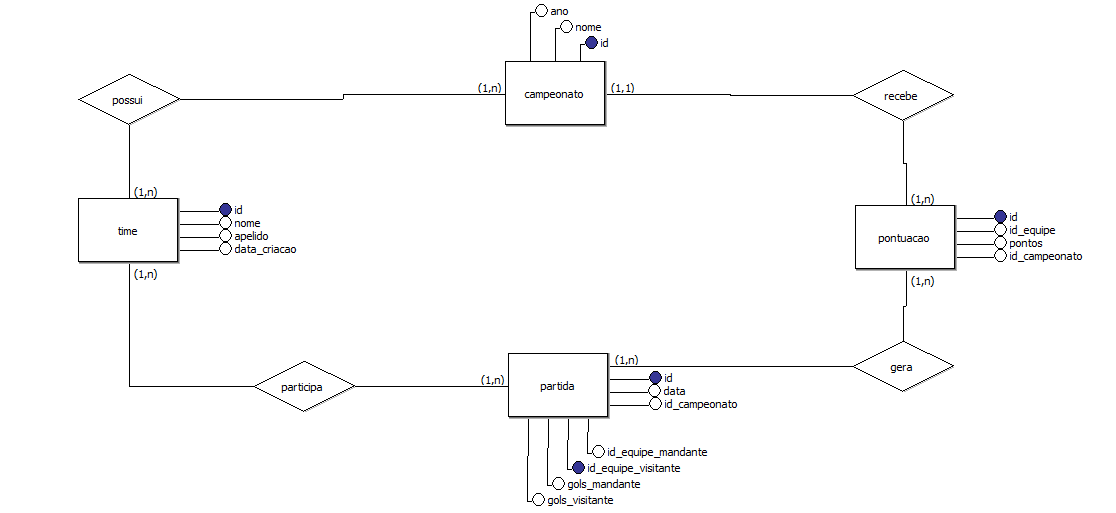 ano
nome
id
possui
(1,n)
campeonato
(1,1)
recebe
(1,n)
(1,n)
time
id
nome
apelido
data_criacao
pontuacao
id
id_equipe
pontos
id_campeonato
(1,n)
(1,n)
participa
(1,n)
partida
(1,n)
gera
id
data
id_campeonato
id_equipe_mandante
id_equipe_visitante
gols_mandante
gols_visitante